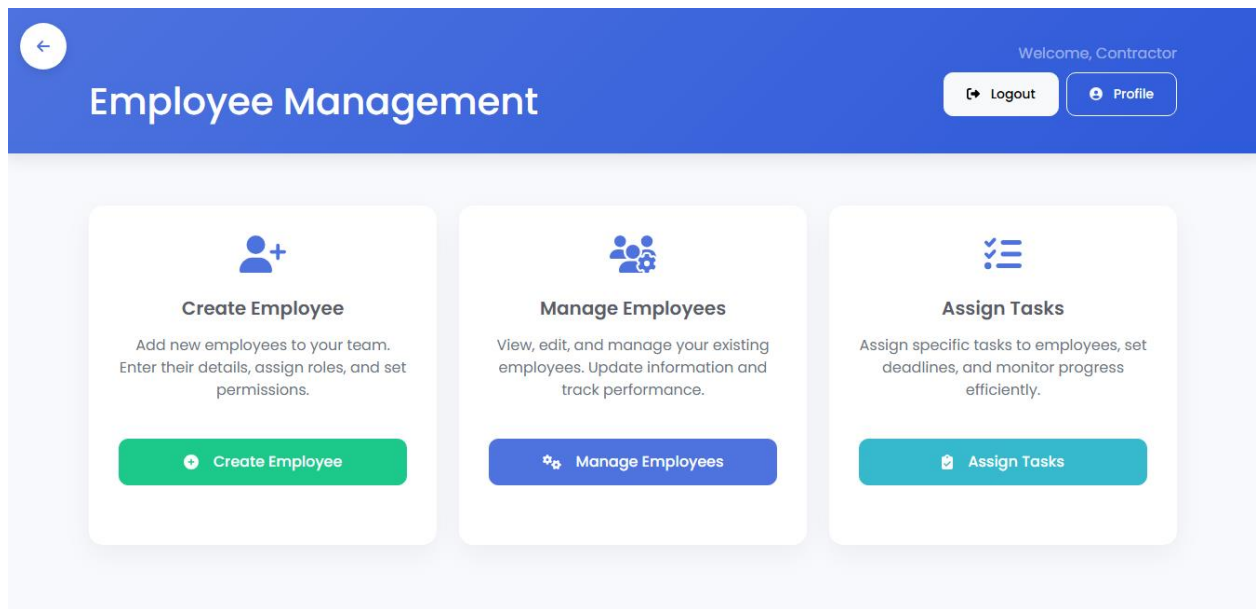 Welcome, Contractor
Employee Management
Logout
Profile
Create Employee
Add new employees to your team.
Enter their details, assign roles, and set
permissions.
Create Employee
Manage Employees
View, edit, and manage your existing
employees. Update information and
track performance.
Manage Employees
Assign Tasks
Assign specific tasks to employees, set
deadlines, and monitor progress
efficiently.
Assign Tasks